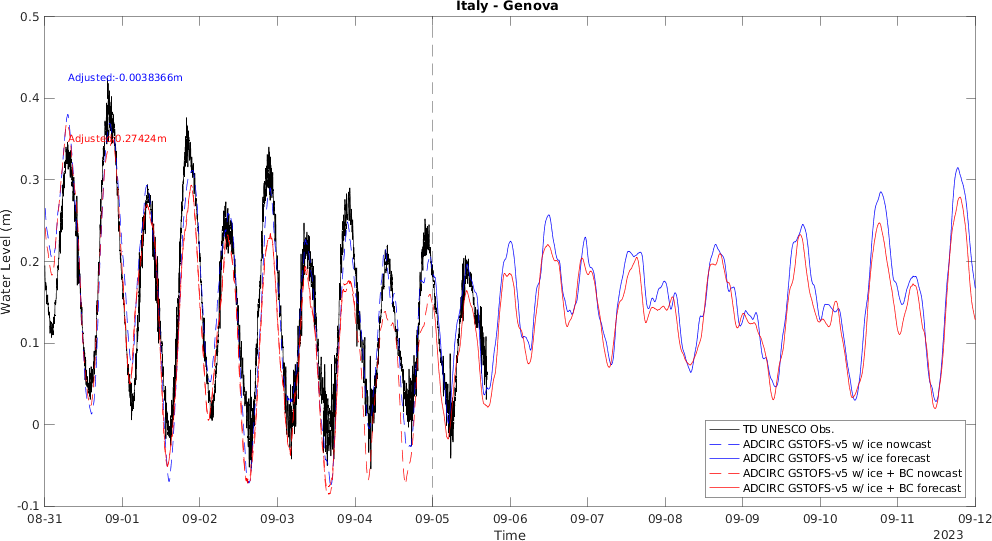 Italy - Genova
Water Level (m)
0.5
0.4
0.3
0.2
0.1
0
-0.1
Adjusted:-0.0038366m
Adjusted:0.27424m
TD UNESCO Obs.
ADCIRC GSTOFS-v5 w/ ice nowcast
ADCIRC GSTOFS-v5 w/ ice forecast
ADCIRC GSTOFS-v5 w/ ice + BC nowcast
ADCIRC GSTOFS-v5 w/ ice + BC forecast
08-31 09-01 09-02 09-03 09-04 09-05 09-06 09-07 09-08 09-09 09-10 09-11 09-12
Time
2023